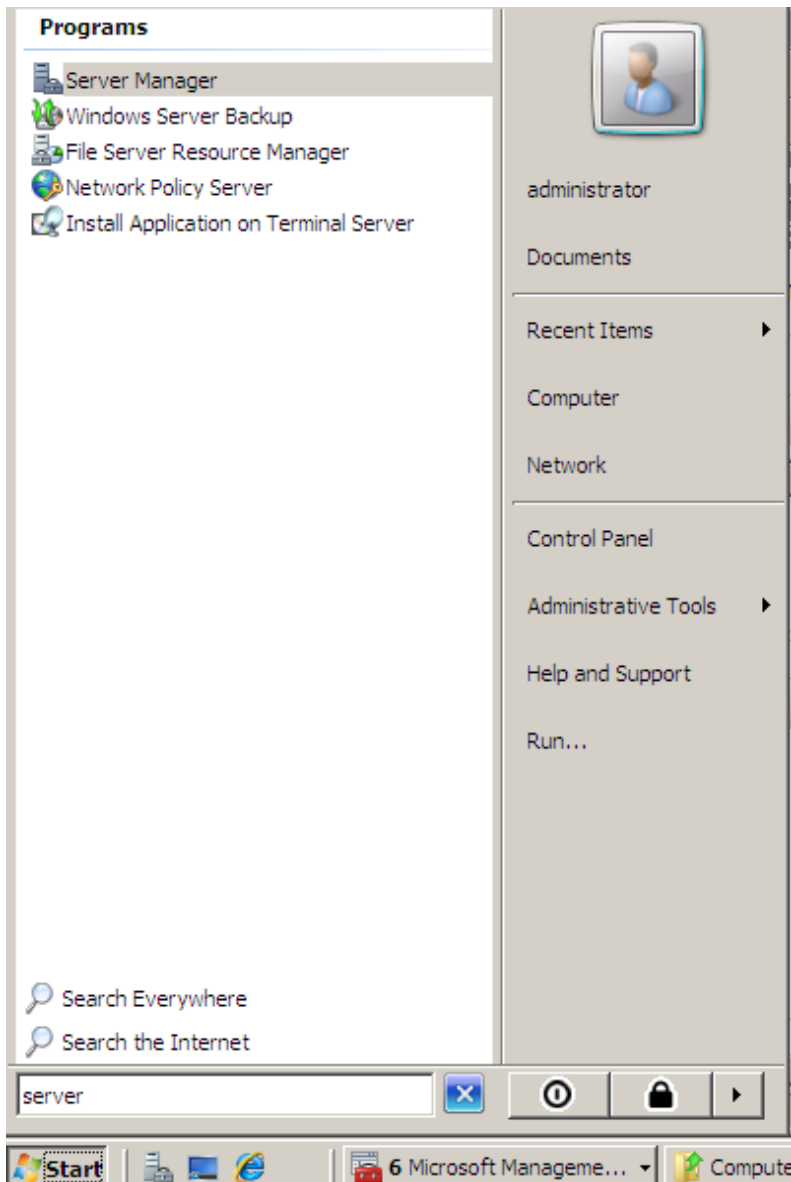 Programs
Server Manager
Windows Server Backup
File Server Resource Manager
Network Policy Server
Install Application on Terminal Server
Search Everywhere
Search the Internet
server
administrator
Documents
Recent Items
Computer
Network
Control Panel
Administrative Tools
Help and Support
Run...
Start
6 Microsoft Manageme...
Compute